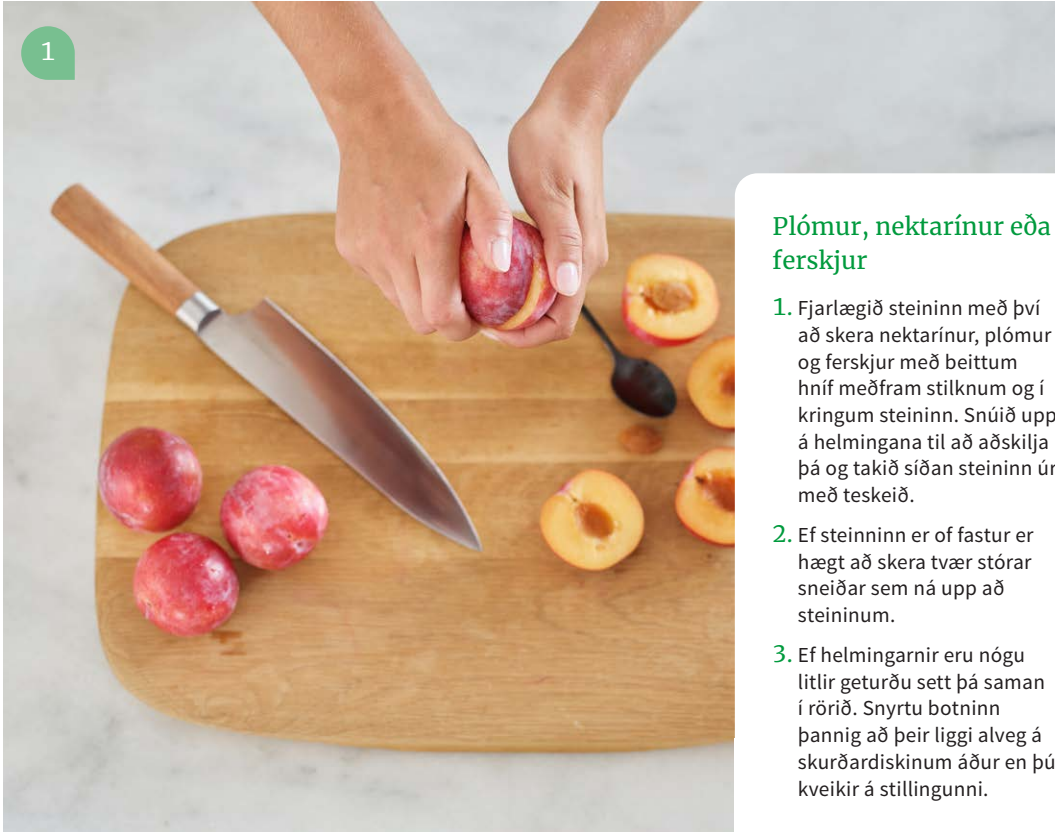 1
Plómur, nektarínur eða
ferskjur
1. Fjarlægið steininn með því
að skera nektarínur, plómur
og ferskjur með beittum
hníf meðfram stilknum og í
kringum steininn. Snúið upp
á helmingana til að aðskilja
þá og takið síðan steininn úr
með teskeið.
2. Ef steinninn er of fastur er
hægt að skera tvær stórar
sneiðar sem ná upp að
steininum.
3. Ef helmingarnir eru nógu
litlir geturðu sett þá saman
í rörið. Snyrtu botninn
þannig að þeir liggi alveg á
skurðardiskinum áður en þú
kveikir á stillingunni.